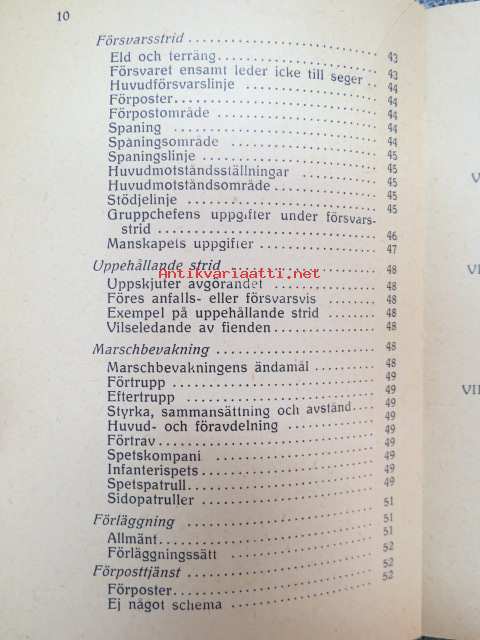 10
Försvarsstrid 43
Eld och terräng 43
Försvaret ensamt leder icke till seger 44
Huvudförsvarslinje 44
Förposter 44
Förpostområde 44
Spaning 44
Spaningsområde 45
Spaningslinje 45
Huvudmotståndsställningar 45
Huvudmotståndsområde 45
Stödjelinje
Gruppchefens uppgifter under försvars-
strid 46
Manskapets uppgifter 47
Uppehållande strid 48
Antikvariaatti.net
Uppskjuter avgörandet 48
Föres anfalls- eller försvarsvis 48
Exempel på uppehållande strid 48
Vilseledande av fienden 48
Marschbevakning 48
Marschbevakningens ändamål 48
Förtrupp 49
Eftertrupp 49
Styrka, sammansättning och avstånd 49
Huvud- och föravdelning 49
Förtrav 49
Spetskompani 49
Infanterispets 49
Spetspatrull 49
Sidopatruller 51
Förläggning 51
Allmänt 51
Förläggningssätt 52
Förposttjänst 52
Förposter 52
Ej något schema